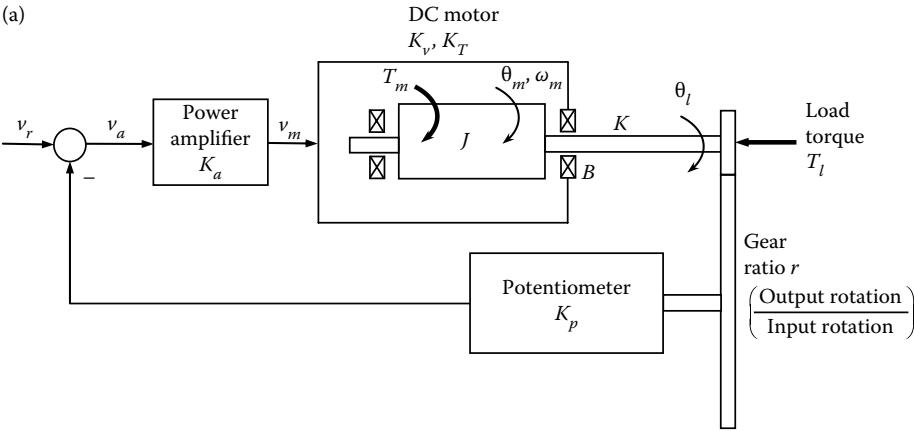 (a)
DC motor
K_v, K_T
T_m
θ_m, ω_m
θ_l
Power
amplifier
K_a
v_r
v_a
v_m
J
K
B
Load
torque
T_l
–
Potentiometer
K_p
Gear
ratio r
(Output rotation
Input rotation)